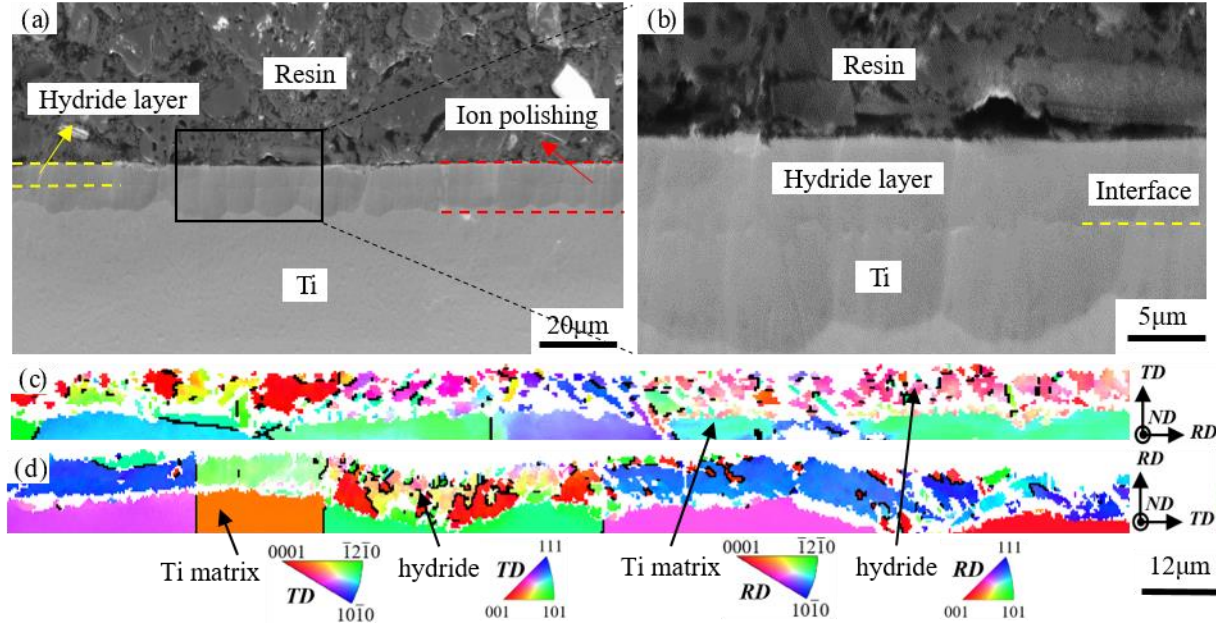 (a)
Resin
Hydride layer
Ion polishing
Ti
20μm
(b)
Resin
Hydride layer
Interface
Ti
5μm
(c)
TD
ND
RD
(d)
RD
ND
TD
Ti matrix
hydride
Ti matrix
hydride
0001 1̄21̄0
TD
101̄0
111
TD
001 101
0001 1̄21̄0
RD
101̄0
111
RD
001 101
12μm